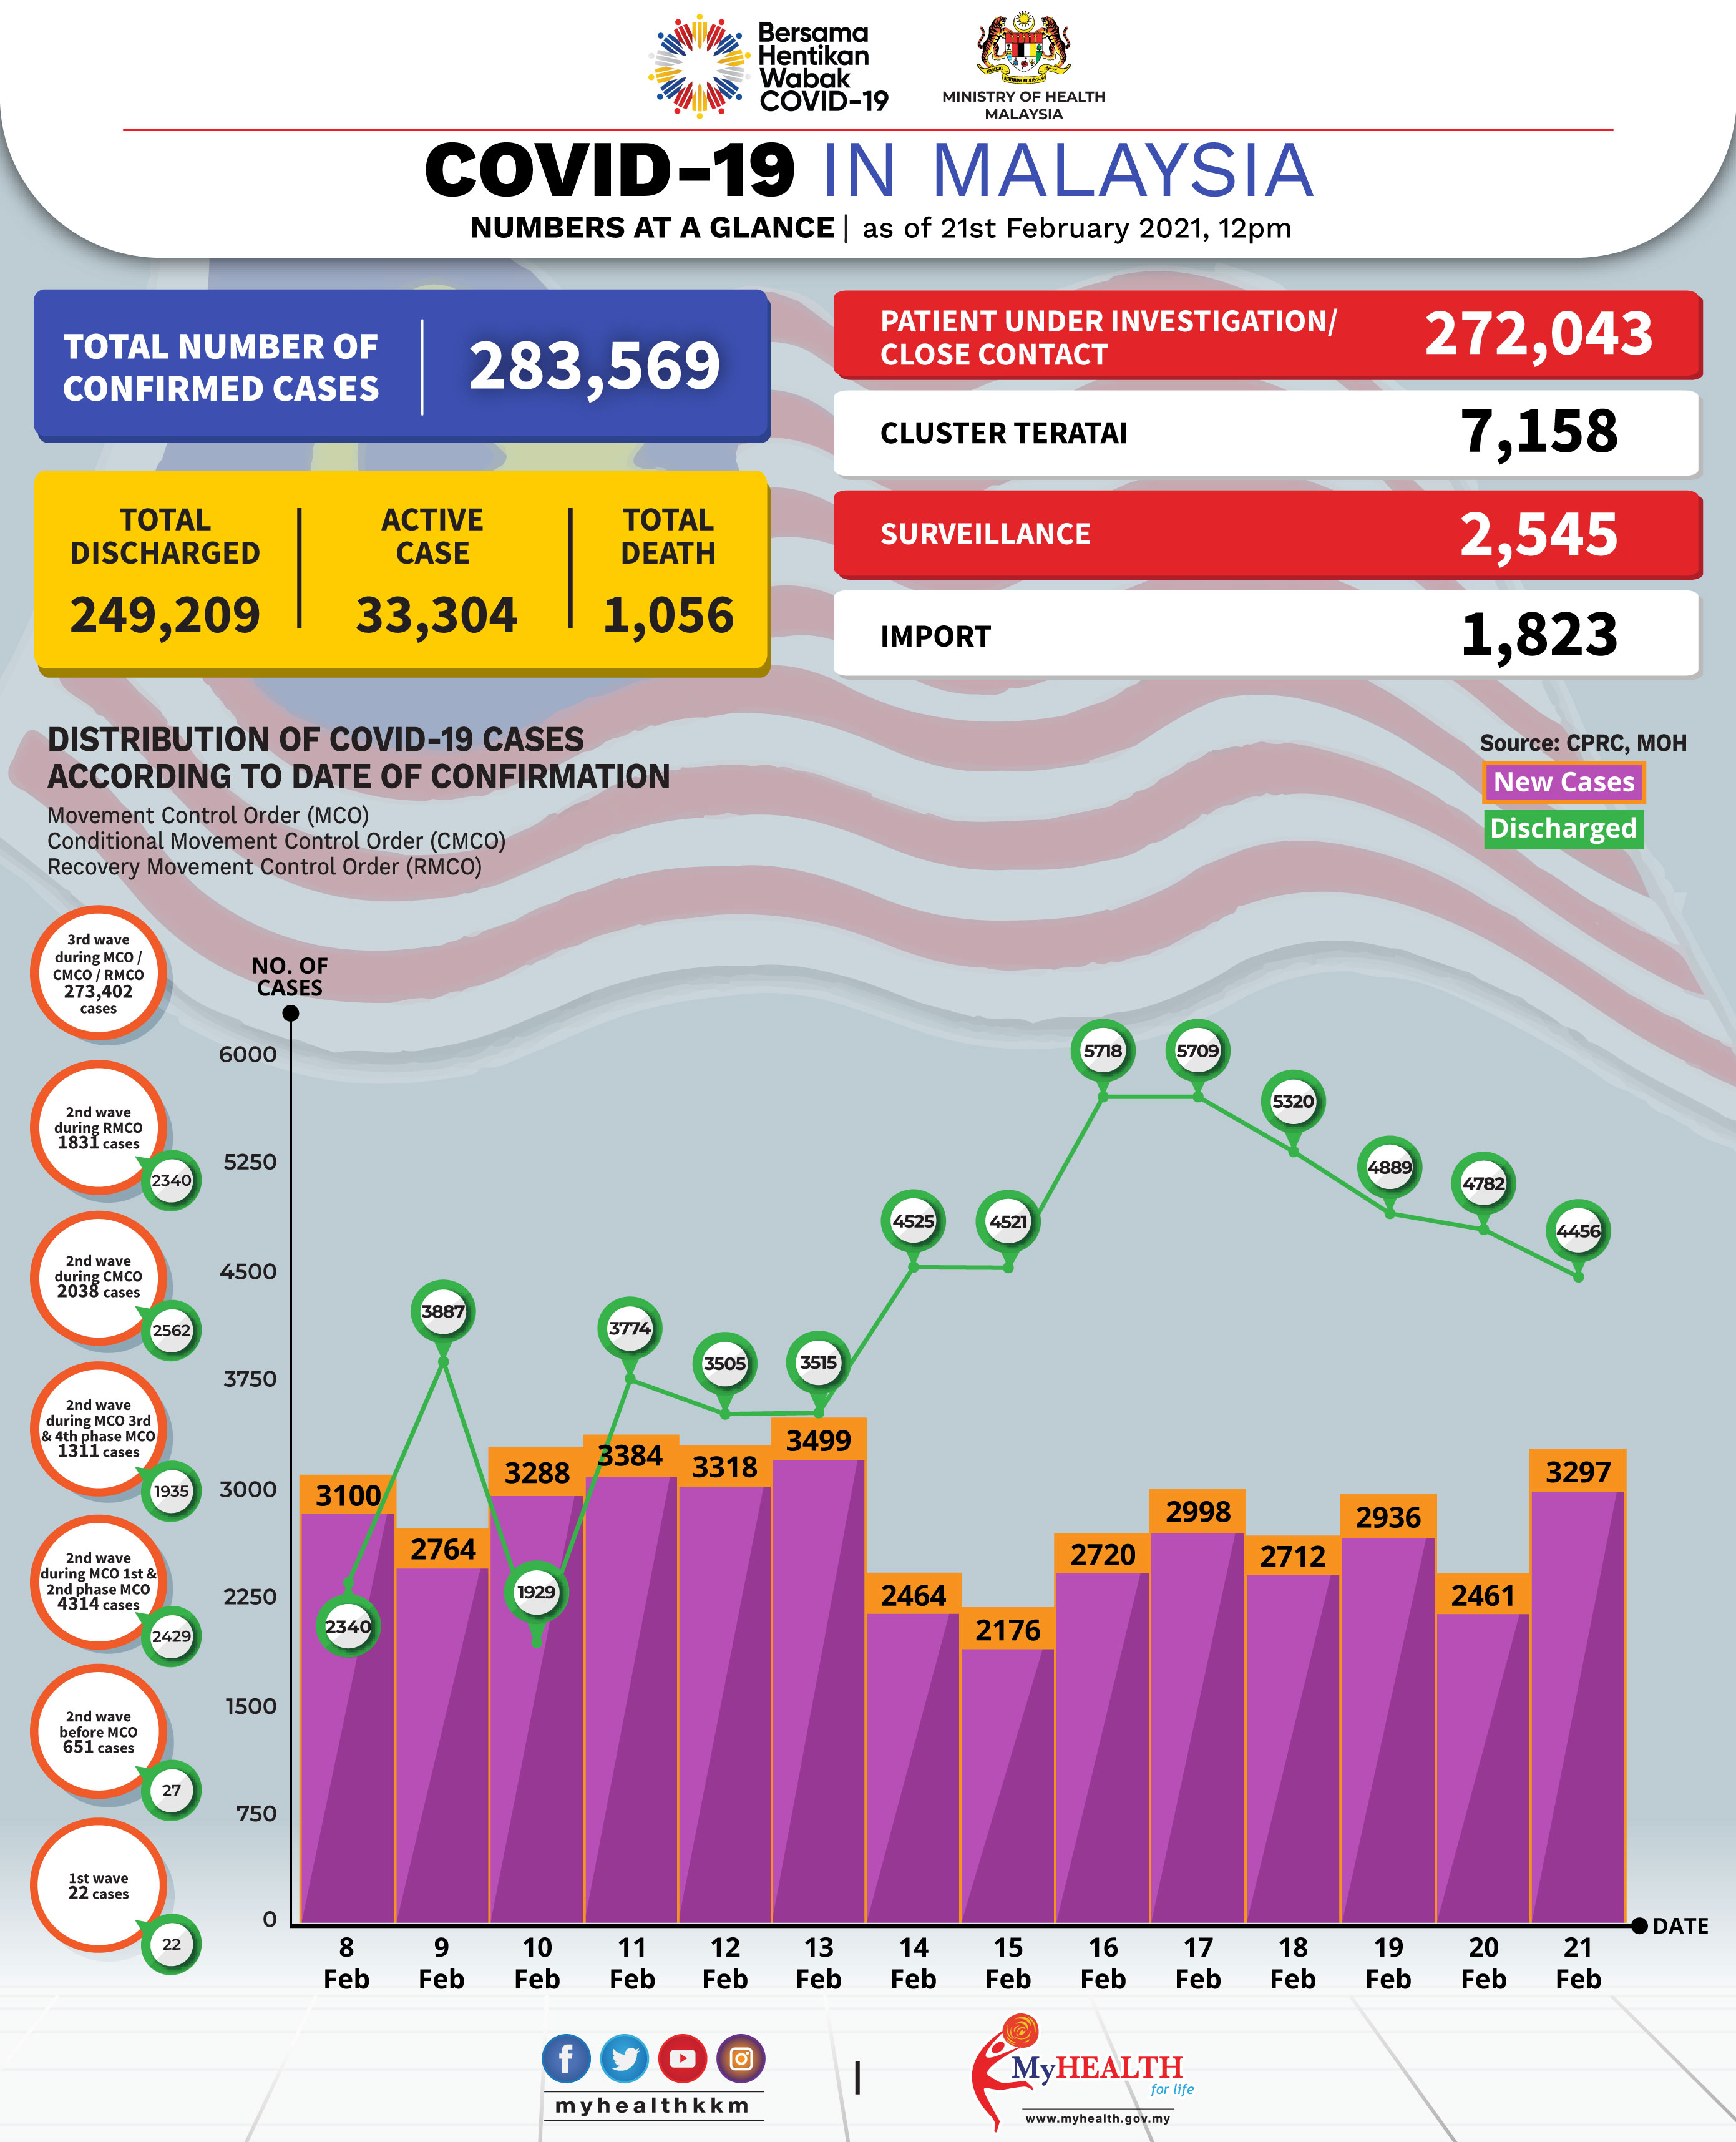 Bersama
Hentikan
Wabak
COVID-19
MINISTRY OF HEALTH
MALAYSIA
COVID-19 IN MALAYSIA
NUMBERS AT A GLANCE | as of 21st February 2021, 12pm
TOTAL NUMBER OF
CONFIRMED CASES
283,569
TOTAL
DISCHARGED
249,209
ACTIVE
CASE
33,304
TOTAL
DEATH
1,056
PATIENT UNDER INVESTIGATION/
CLOSE CONTACT
272,043
CLUSTER TERATAI
7,158
SURVEILLANCE
2,545
IMPORT
1,823
DISTRIBUTION OF COVID-19 CASES
ACCORDING TO DATE OF CONFIRMATION
Movement Control Order (MCO)
Conditional Movement Control Order (CMCO)
Recovery Movement Control Order (RMCO)
Source: CPRC, MOH
New Cases
Discharged
3rd wave
during MCO /
CMCO / RMCO
273,402
cases
2nd wave
during RMCO
1831 cases
2340
2nd wave
during CMCO
2038 cases
2562
2nd wave
during MCO 3rd
& 4th phase MCO
1311 cases
1935
2nd wave
during MCO 1st &
2nd phase MCO
4314 cases
2429
2nd wave
before MCO
651 cases
27
1st wave
22 cases
22
NO. OF
CASES
6000
5250
4500
3750
3000
2250
1500
750
0
2340
3887
1929
3774
3505
3515
4525
4521
5718
5709
5320
4889
4782
4456
3100
2764
3288
3384
3318
3499
2464
2176
2720
2998
2712
2936
2461
3297
8
Feb
9
Feb
10
Feb
11
Feb
12
Feb
13
Feb
14
Feb
15
Feb
16
Feb
17
Feb
18
Feb
19
Feb
20
Feb
21
Feb
DATE
myhealthkkm
MyHEALTH
for life
www.myhealth.gov.my